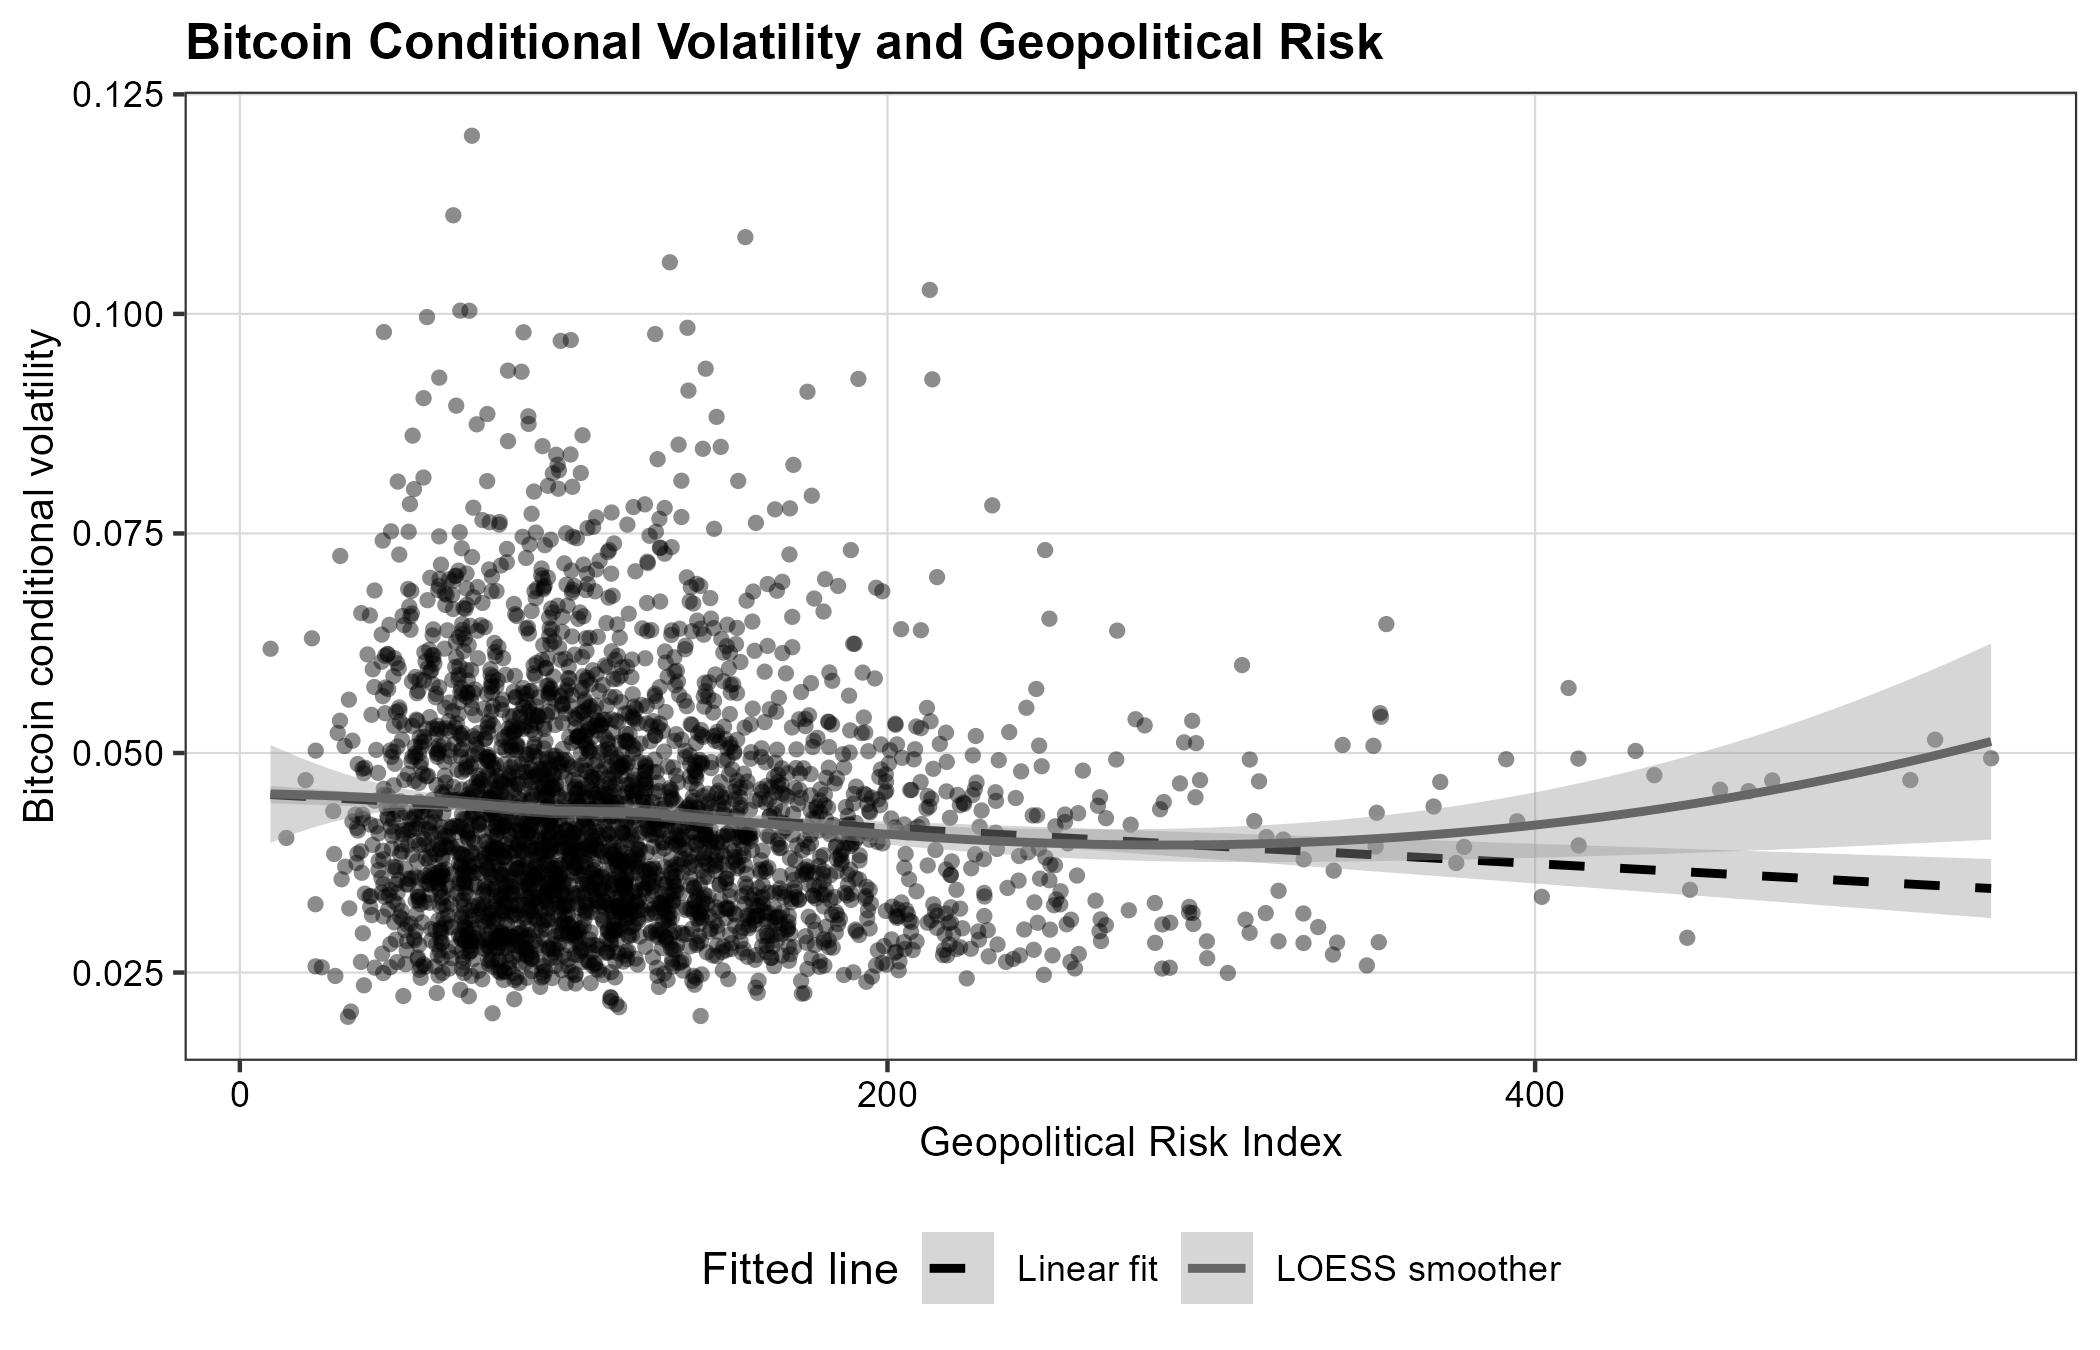 Bitcoin Conditional Volatility and Geopolitical Risk
0.125
0.100
0.075
0.050
0.025
Bitcoin conditional volatility
0 200 400
Geopolitical Risk Index
Fitted line Linear fit LOESS smoother